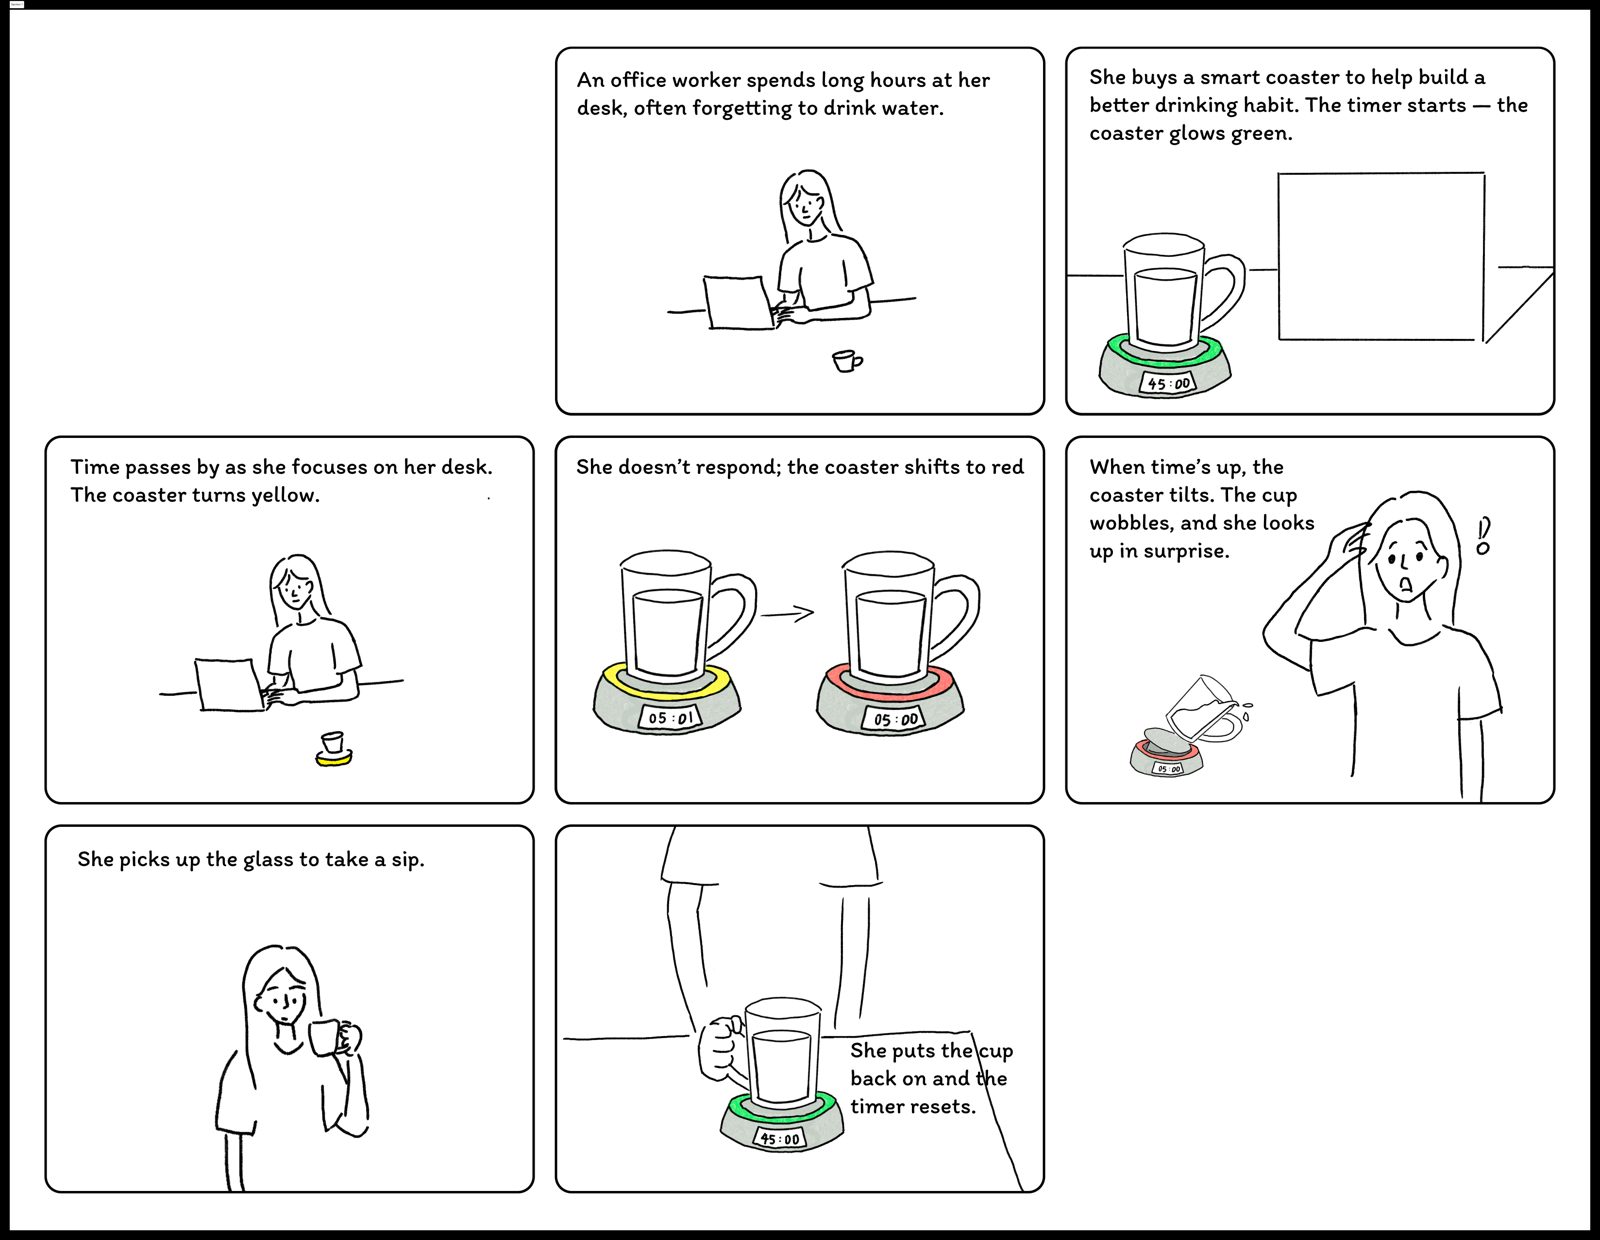 An office worker spends long hours at her
desk, often forgetting to drink water.
She buys a smart coaster to help build a
better drinking habit. The timer starts — the
coaster glows green.
45:00
Time passes by as she focuses on her desk.
The coaster turns yellow.
She doesn’t respond; the coaster shifts to red
05:01
05:00
When time’s up, the
coaster tilts. The cup
wobbles, and she looks
up in surprise.
!
05:00
She picks up the glass to take a sip.
She puts the cup
back on and the
timer resets.
45:00